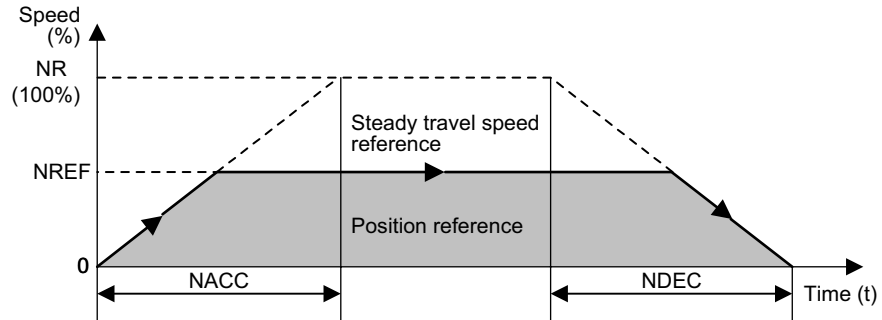 Speed
(%)
NR
(100%)
Steady travel speed
reference
NREF
Position reference
0
NACC
NDEC
Time (t)